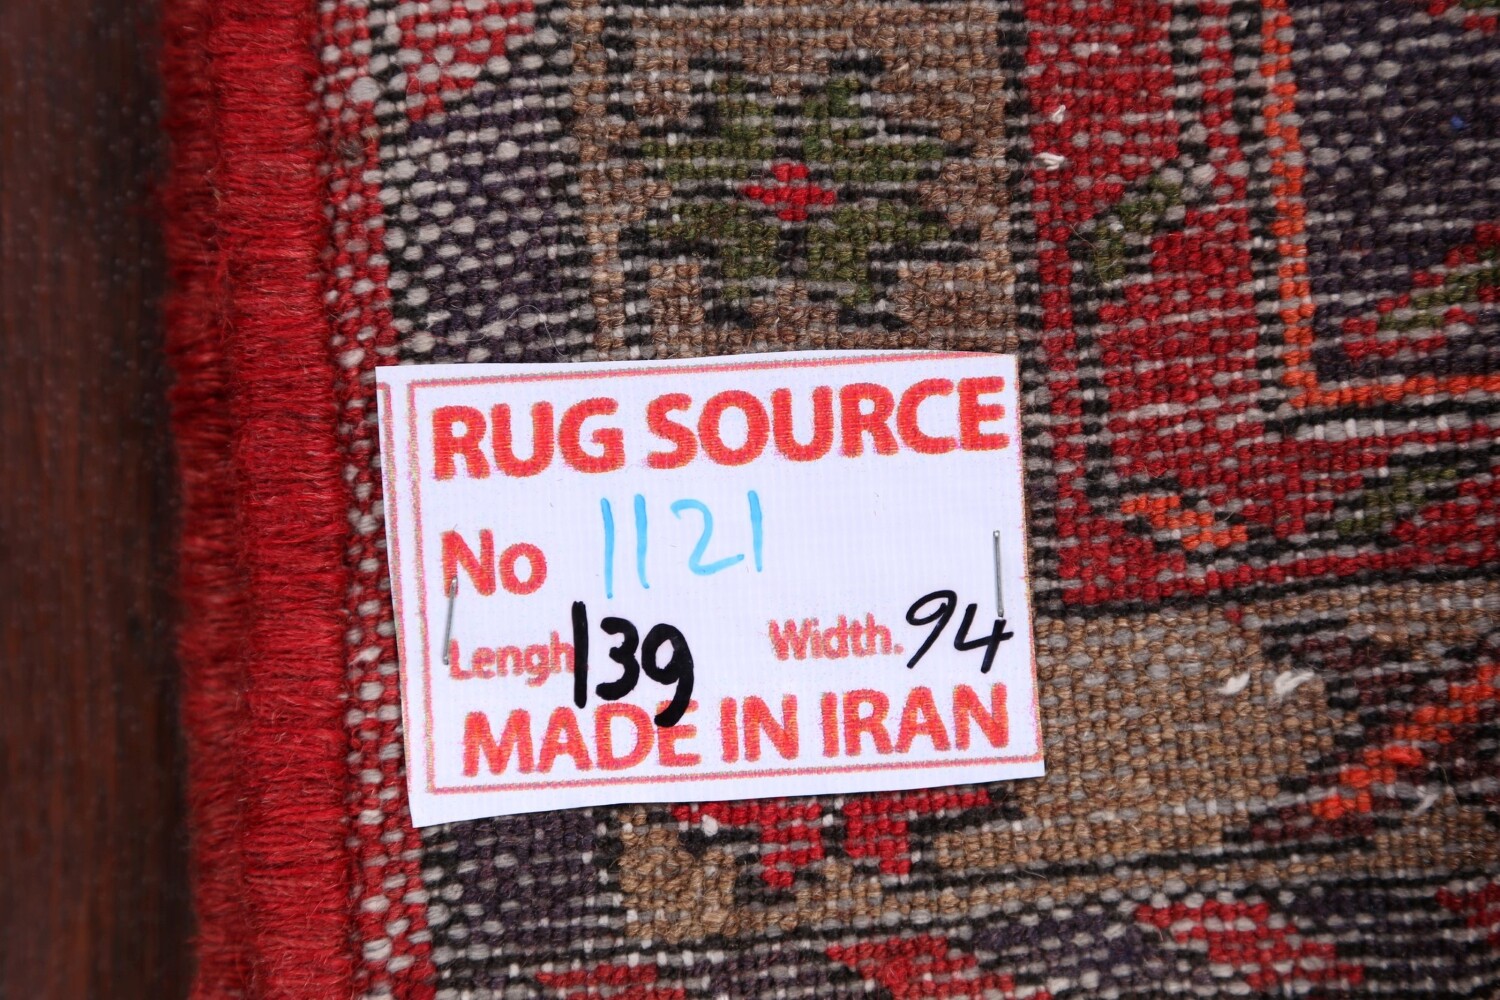 RUG SOURCE
No 1121
Lengh 139 Width. 94
MADE IN IRAN